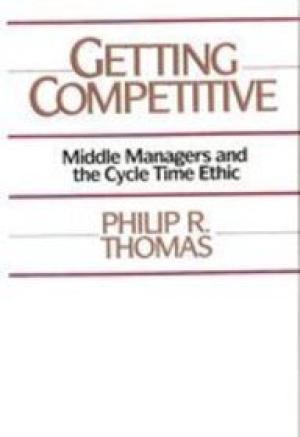 GETTING
COMPETITIVE
Middle Managers and
the Cycle Time Ethic
PHILIP R.
THOMAS